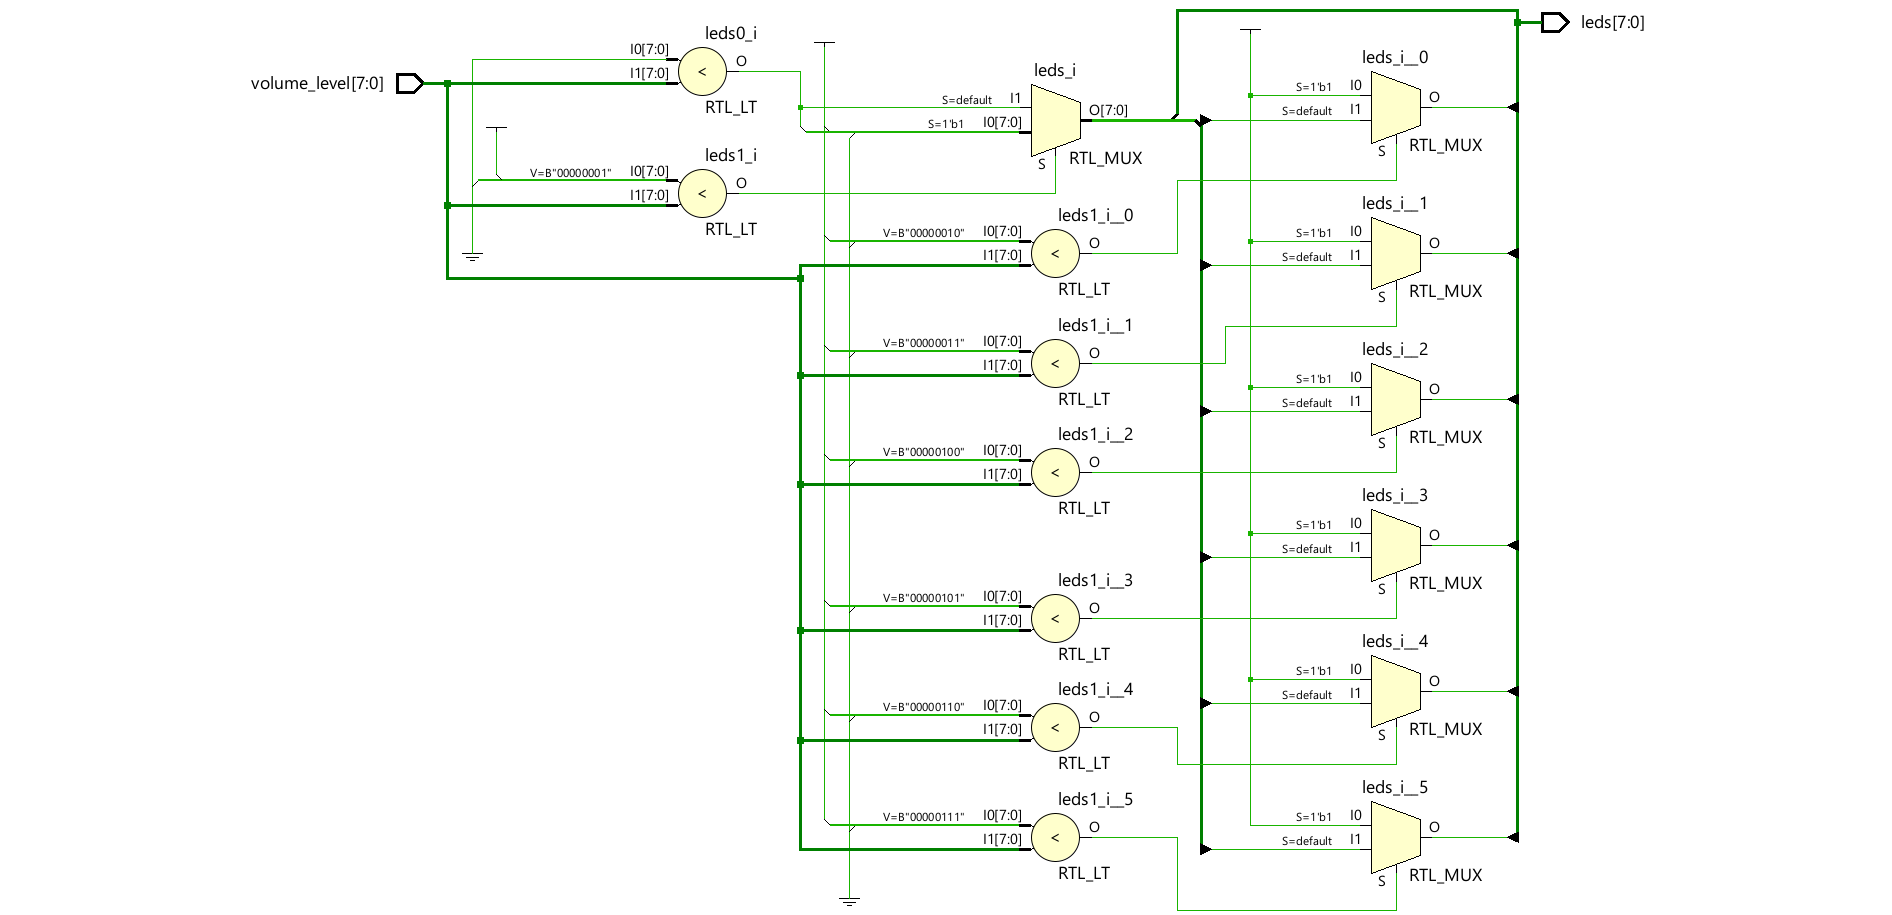 leds[7:0]
volume_level[7:0]
leds0_i
I0[7:0]
I1[7:0]
<
O
RTL_LT
leds1_i
V=B"00000001"
I0[7:0]
I1[7:0]
<
O
RTL_LT
leds_i
S=default I1
S=1'b1 I0[7:0]
O[7:0]
S
RTL_MUX
leds1_i__0
V=B"00000010" I0[7:0]
I1[7:0]
<
O
RTL_LT
leds1_i__1
V=B"00000011" I0[7:0]
I1[7:0]
<
O
RTL_LT
leds1_i__2
V=B"00000100" I0[7:0]
I1[7:0]
<
O
RTL_LT
leds1_i__3
V=B"00000101" I0[7:0]
I1[7:0]
<
O
RTL_LT
leds1_i__4
V=B"00000110" I0[7:0]
I1[7:0]
<
O
RTL_LT
leds1_i__5
V=B"00000111" I0[7:0]
I1[7:0]
<
O
RTL_LT
leds_i__0
S=1'b1 I0
S=default I1
O
S
RTL_MUX
leds_i__1
S=1'b1 I0
S=default I1
O
S
RTL_MUX
leds_i__2
S=1'b1 I0
S=default I1
O
S
RTL_MUX
leds_i__3
S=1'b1 I0
S=default I1
O
S
RTL_MUX
leds_i__4
S=1'b1 I0
S=default I1
O
S
RTL_MUX
leds_i__5
S=1'b1 I0
S=default I1
O
S
RTL_MUX